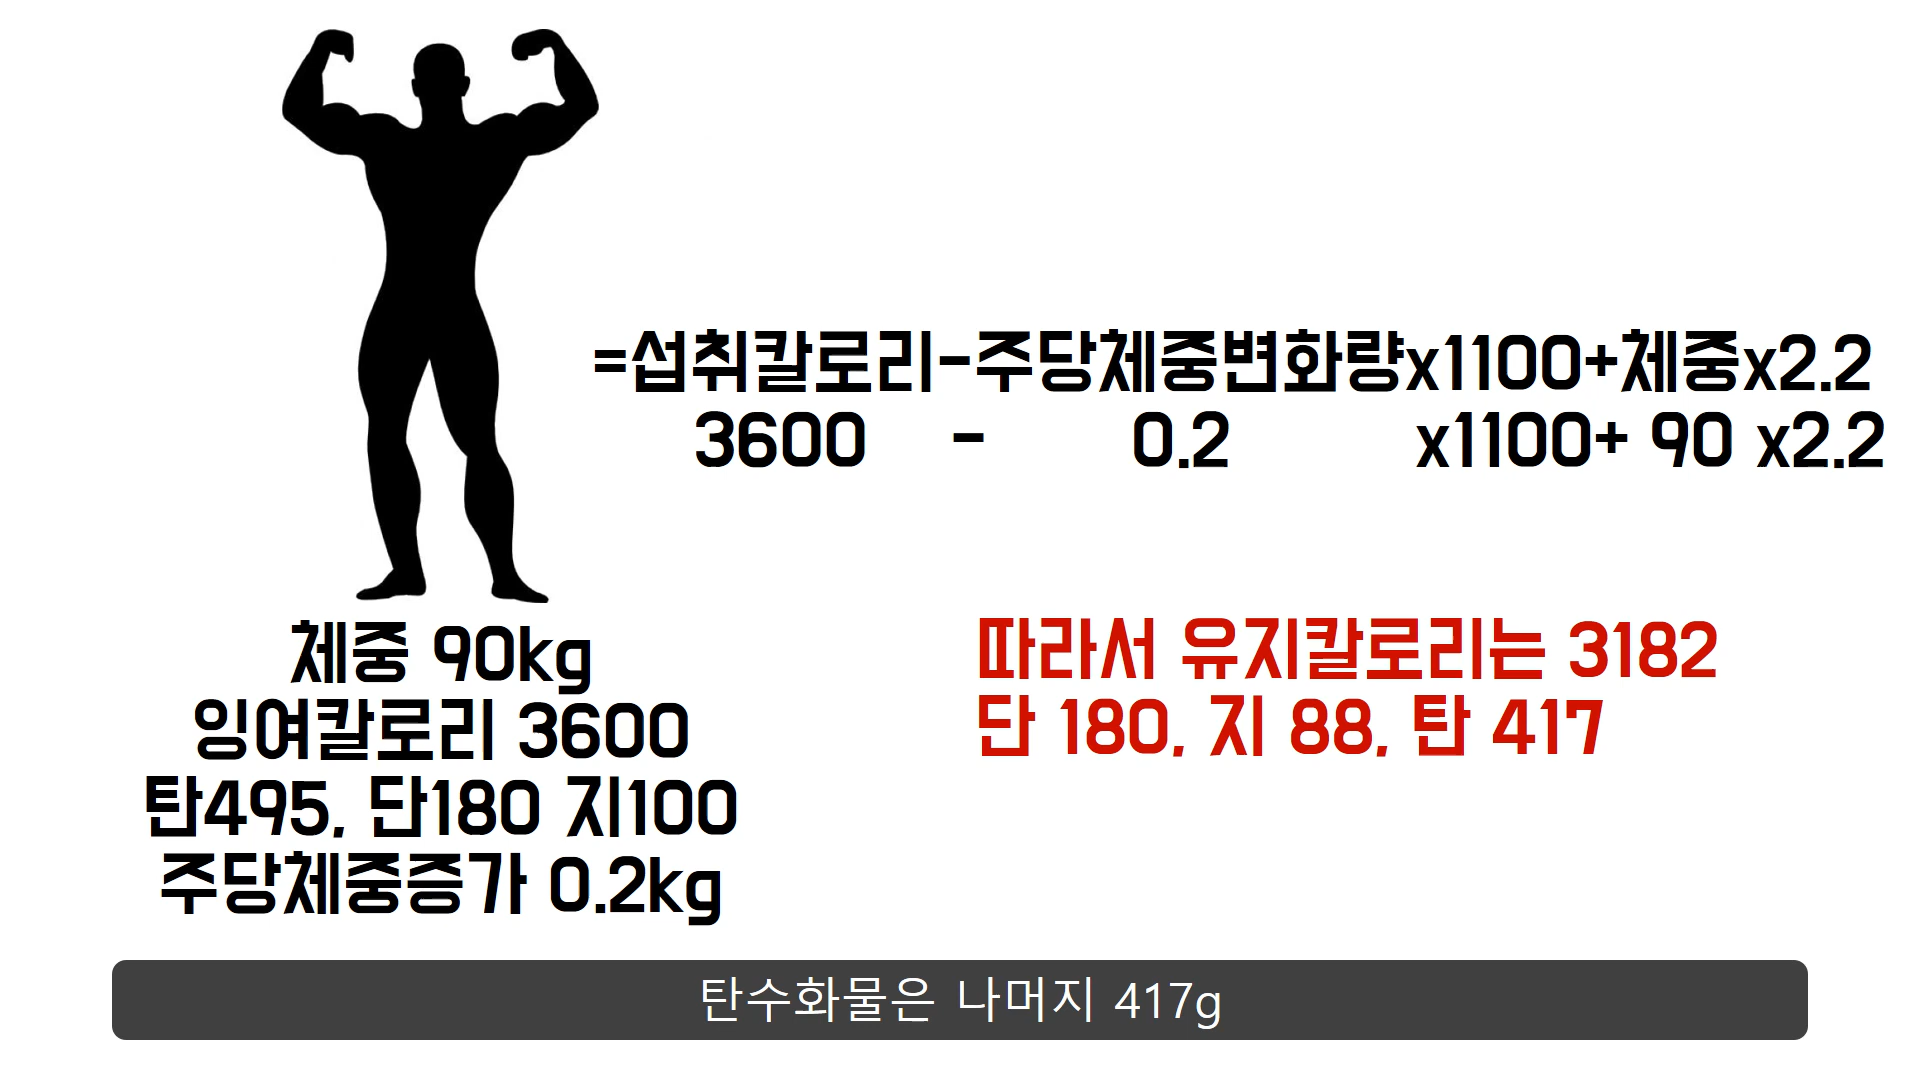 =섭취칼로리-주당체중변화량x1100+체중x2.2
3600 - 0.2 x1100+ 90 x2.2
체중 90kg
잉여칼로리 3600
탄495, 단180 지100
주당체중증가 0.2kg
따라서 유지칼로리는 3182
단 180, 지 88, 탄 417
탄수화물은 나머지 417g